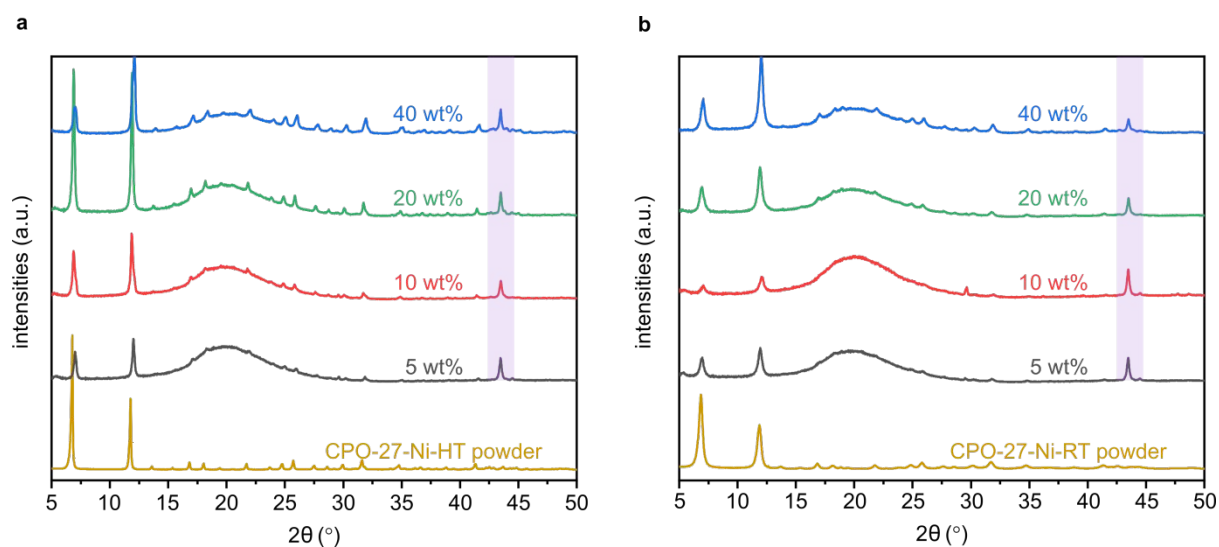 a
intensities (a.u.)
40 wt%
20 wt%
10 wt%
5 wt%
CPO-27-Ni-HT powder
5 10 15 20 25 30 35 40 45 50
2θ (°)
b
intensities (a.u.)
40 wt%
20 wt%
10 wt%
5 wt%
CPO-27-Ni-RT powder
5 10 15 20 25 30 35 40 45 50
2θ (°)